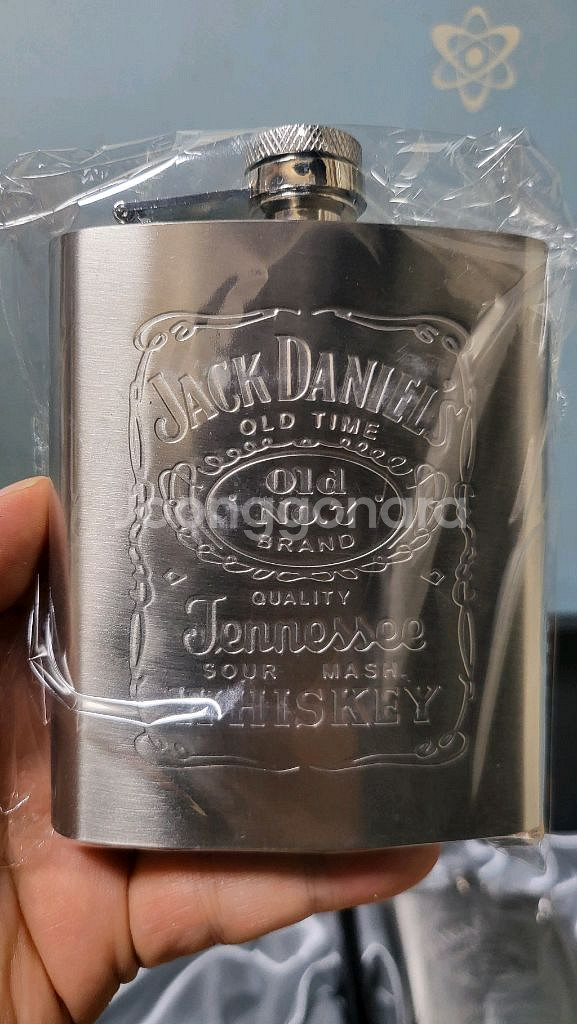 JACK DANIEL'S
OLD TIME
Old
BRAND
QUALITY
Tennessee
SOUR MASH
WHISKEY